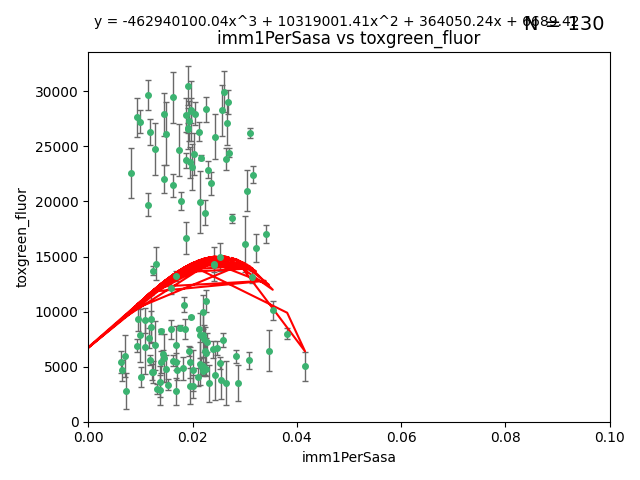 y = -462940100.04x^3 + 10319001.41x^2 + 364050.24x + 6689.42
N = 130
imm1PerSasa vs toxgreen_fluor
30000
25000
20000
15000
10000
5000
0
toxgreen_fluor
0.00 0.02 0.04 0.06 0.08 0.10
imm1PerSasa